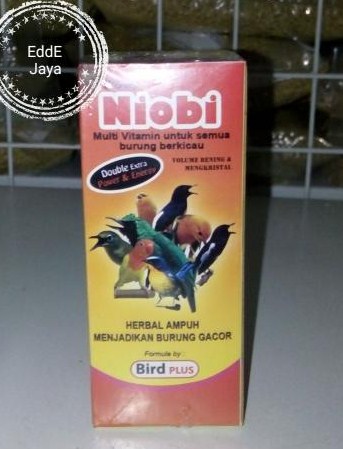 EddE
Jaya
Niobi
Multi Vitamin untuk semua
burung berkicau
Double Extra
Power & Energy
VOLUME BENING &
MENGKRISTAL
HERBAL AMPUH
MENJADIKAN BURUNG GACOR
Formula by :
Bird PLUS